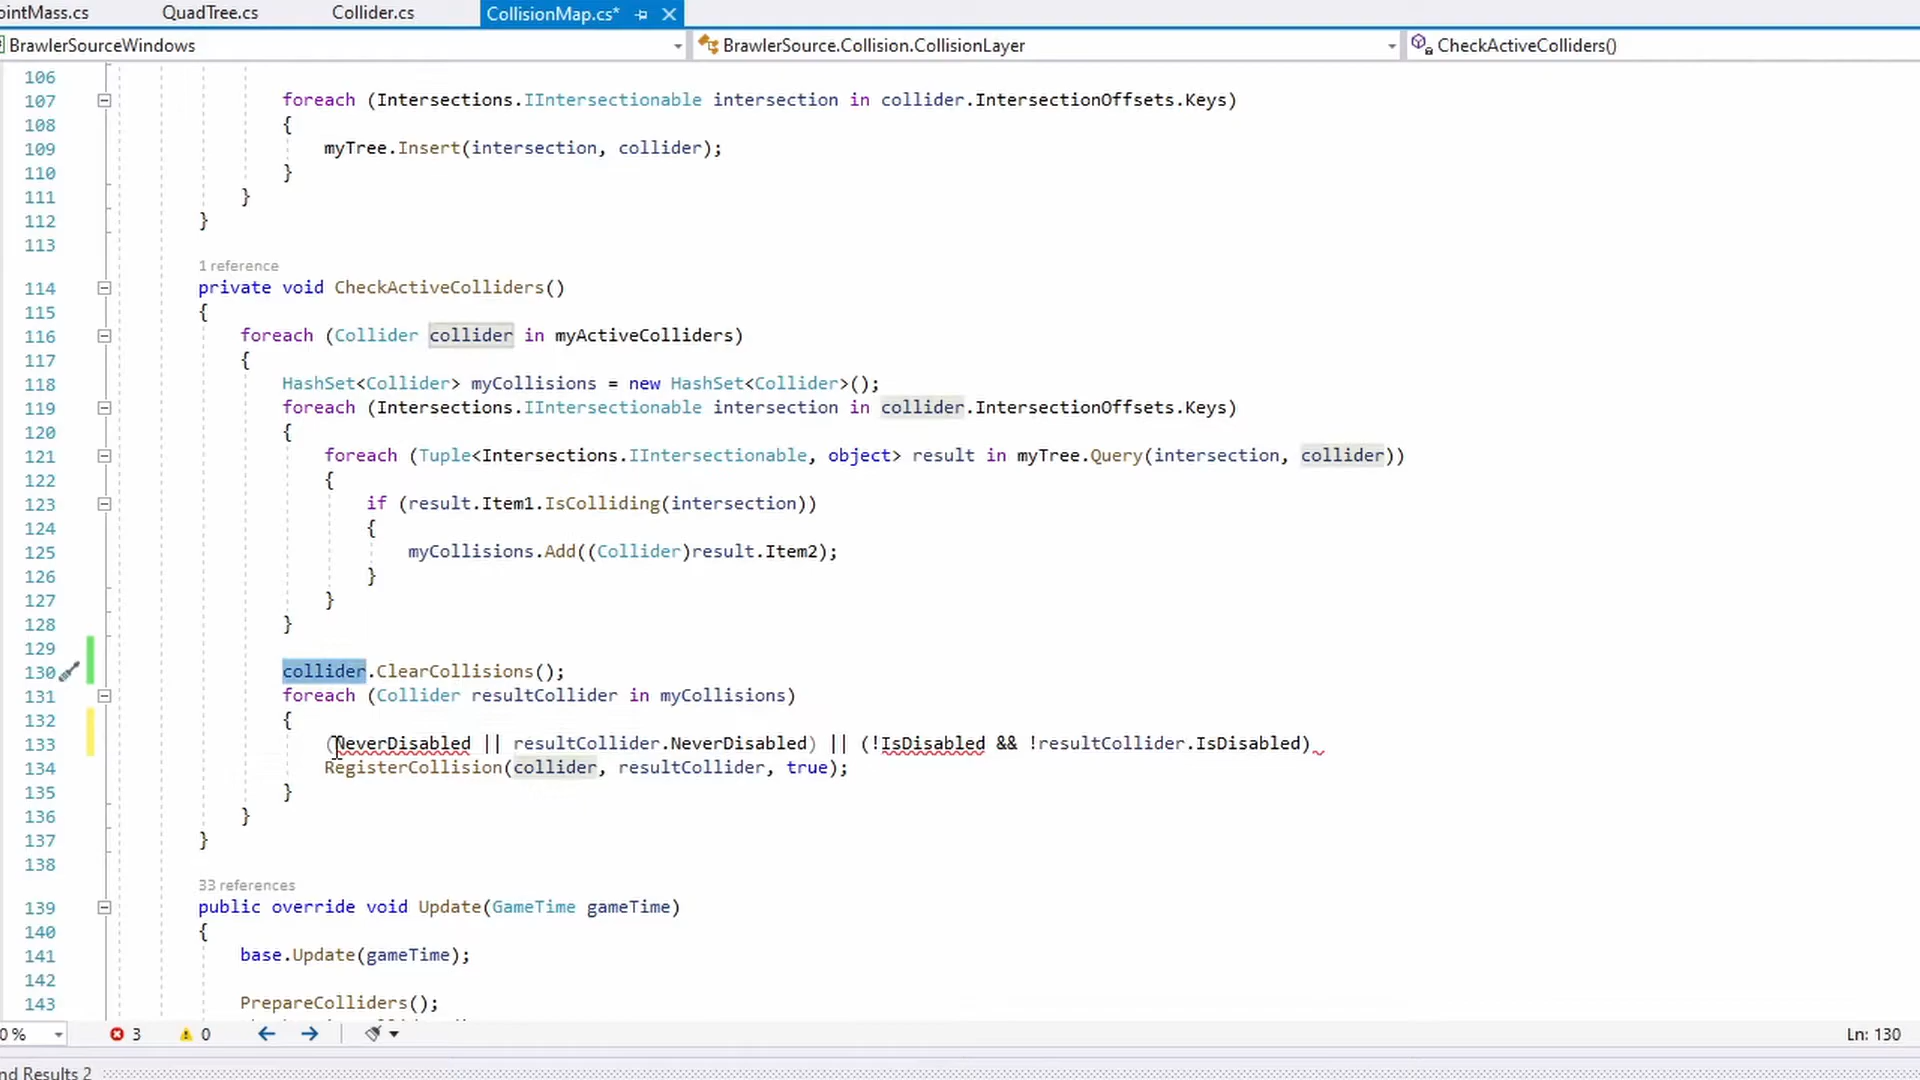 ointMass.cs QuadTree.cs Collider.cs CollisionMap.cs*
BrawlerSourceWindows BrawlerSource.Collision.CollisionLayer CheckActiveColliders()
106
107 foreach (Intersections.IIntersectionable intersection in collider.IntersectionOffsets.Keys)
108 {
109 myTree.Insert(intersection, collider);
110 }
111 }
112 }
113
1 reference
114 private void CheckActiveColliders()
115 {
116 foreach (Collider collider in myActiveColliders)
117 {
118 HashSet<Collider> myCollisions = new HashSet<Collider>();
119 foreach (Intersections.IIntersectionable intersection in collider.IntersectionOffsets.Keys)
120 {
121 foreach (Tuple<Intersections.IIntersectionable, object> result in myTree.Query(intersection, collider))
122 {
123 if (result.Item1.IsColliding(intersection))
124 {
125 myCollisions.Add((Collider)result.Item2);
126 }
127 }
128 }
129
130 collider.ClearCollisions();
131 foreach (Collider resultCollider in myCollisions)
132 {
133 (NeverDisabled || resultCollider.NeverDisabled) || (!IsDisabled && !resultCollider.IsDisabled)
134 RegisterCollision(collider, resultCollider, true);
135 }
136 }
137 }
138
33 references
139 public override void Update(GameTime gameTime)
140 {
141 base.Update(gameTime);
142
143 PrepareColliders();
0 % 3 0 Ln: 130
nd Results 2